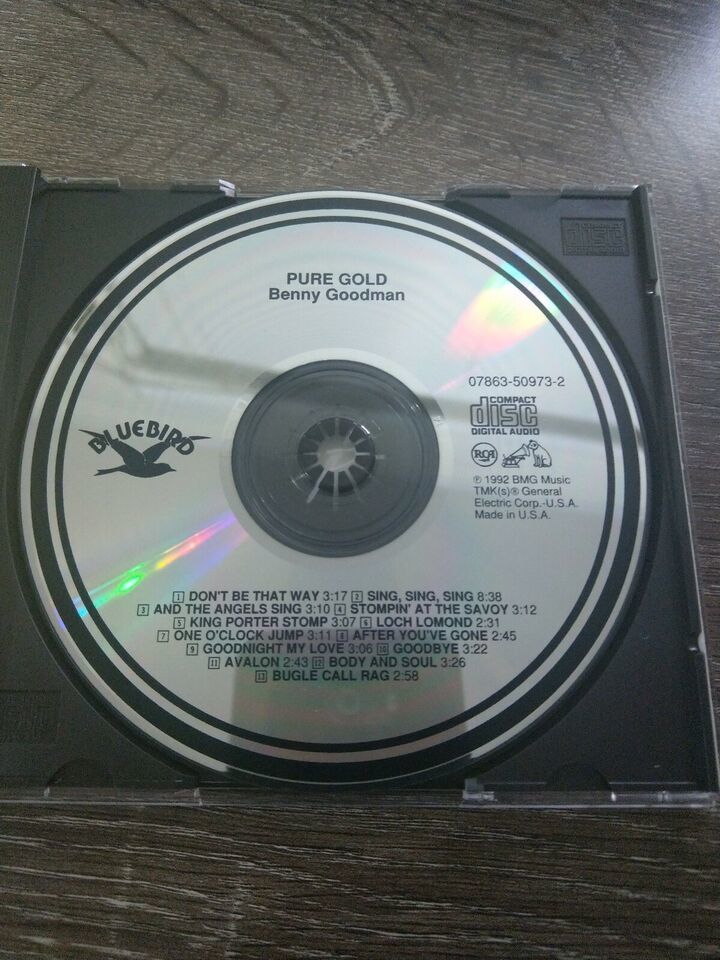 PURE GOLD
Benny Goodman
07863-50973-2
COMPACT
disc
DIGITAL AUDIO
BLUEBIRD
RCA
℗ 1992 BMG Music
TMK(s)® General
Electric Corp.-U.S.A.
Made in U.S.A.
1 DON'T BE THAT WAY 3:17 2 SING, SING, SING 8:38
3 AND THE ANGELS SING 3:10 4 STOMPIN' AT THE SAVOY 3:12
5 KING PORTER STOMP 3:07 6 LOCH LOMOND 2:31
7 ONE O'CLOCK JUMP 3:11 8 AFTER YOU'VE GONE 2:45
9 GOODNIGHT MY LOVE 3:06 10 GOODBYE 3:22
11 AVALON 2:43 12 BODY AND SOUL 3:26
13 BUGLE CALL RAG 2:58